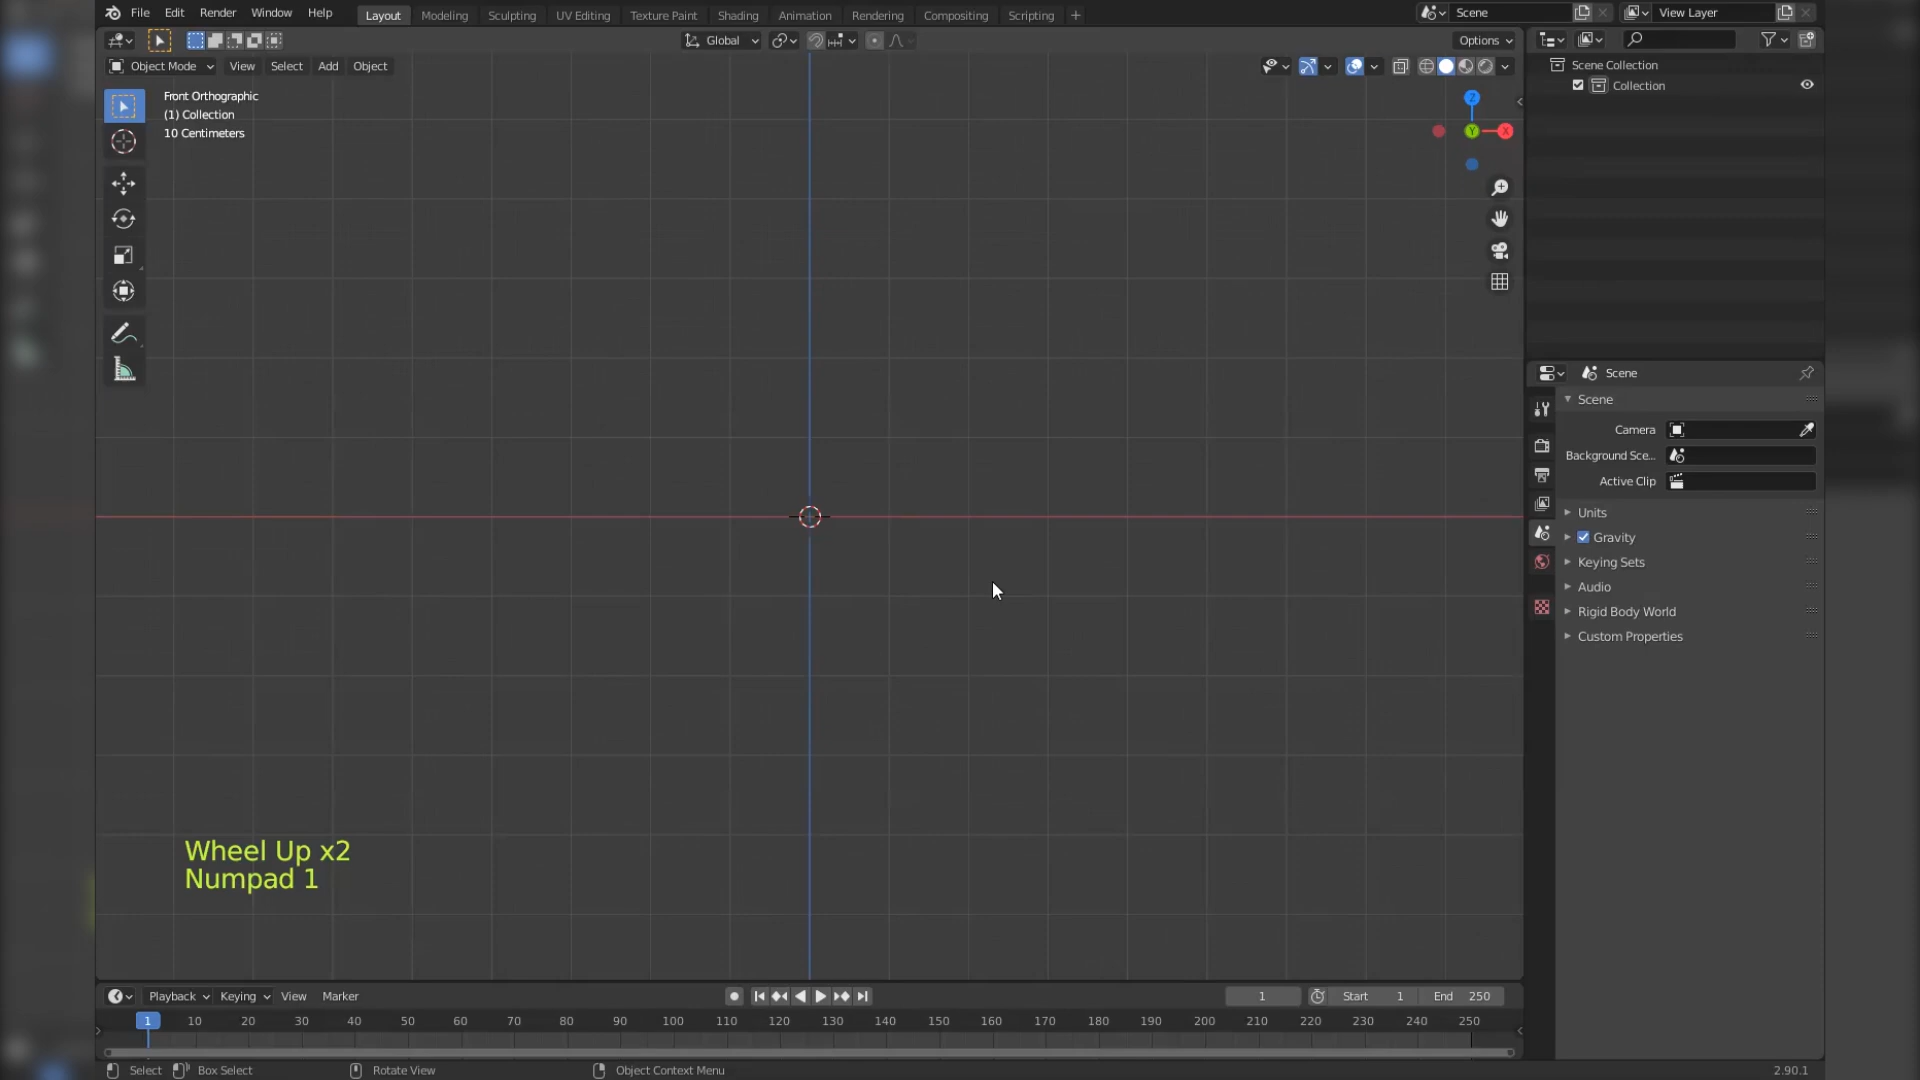 File Edit Render Window Help Layout Modeling Sculpting UV Editing Texture Paint Shading Animation Rendering Compositing Scripting + Scene View Layer
Global Options
Object Mode View Select Add Object
Front Orthographic
(1) Collection
10 Centimeters
Z
Y
X
Scene Collection
Collection
Scene
Scene
Camera
Background Sce...
Active Clip
Units
Gravity
Keying Sets
Audio
Rigid Body World
Custom Properties
Wheel Up x2
Numpad 1
Playback Keying View Marker 1 Start 1 End 250
1 10 20 30 40 50 60 70 80 90 100 110 120 130 140 150 160 170 180 190 200 210 220 230 240 250
Select Box Select Rotate View Object Context Menu 2.90.1